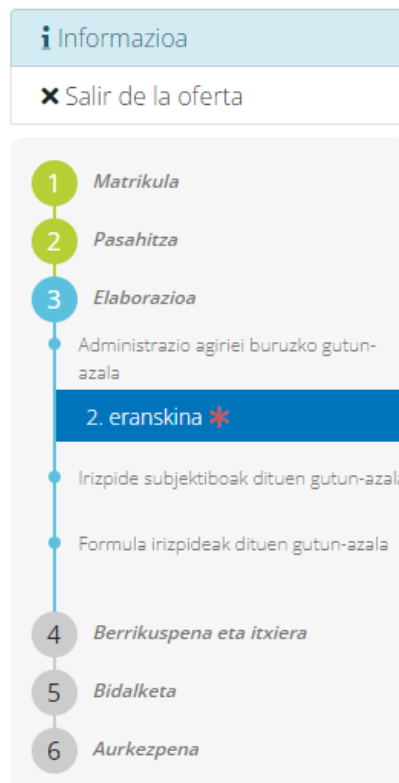 i Informazioa
✖ Salir de la oferta
1 Matrikula
2 Pasahitza
3 Elaborazioa
Administrazio agiriei buruzko gutun-
azala
2. eranskina *
Irizpide subjektiboak dituen gutun-azala
Formula irizpideak dituen gutun-azala
4 Berrikuspena eta itxiera
5 Bidalketa
6 Aurkezpena